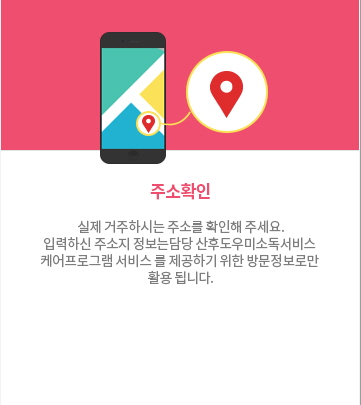 주소확인
실제 거주하시는 주소를 확인해 주세요.
입력하신 주소지 정보는담당 산후도우미소독서비스
케어프로그램 서비스 를 제공하기 위한 방문정보로만
활용 됩니다.